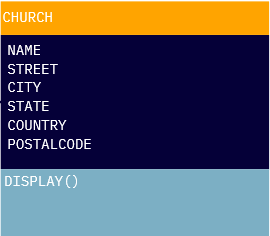 CHURCH
NAME
STREET
CITY
STATE
COUNTRY
POSTALCODE
DISPLAY()